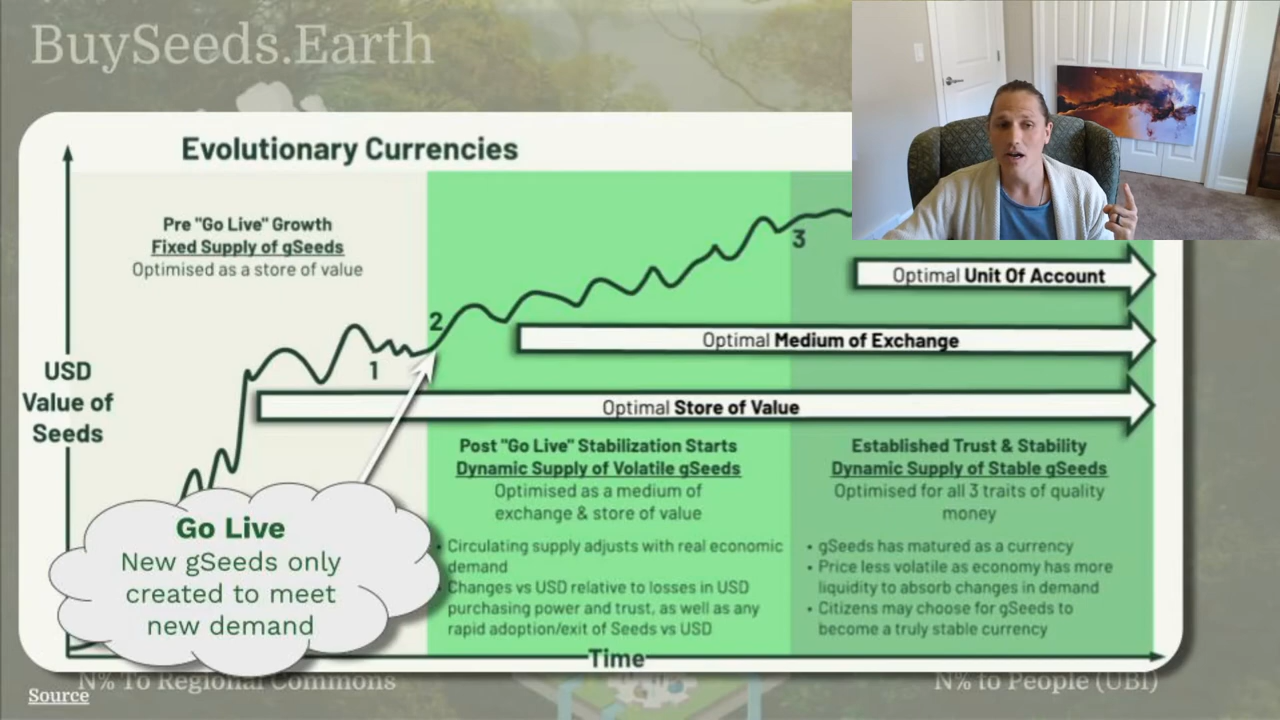 BuySeeds.Earth
Evolutionary Currencies
Pre "Go Live" Growth
Fixed Supply of gSeeds
Optimised as a store of value
3
Optimal Unit Of Account
2
Optimal Medium of Exchange
1
USD
Value of
Seeds
Optimal Store of Value
Post "Go Live" Stabilization Starts
Dynamic Supply of Volatile gSeeds
Optimised as a medium of
exchange & store of value
• Circulating supply adjusts with real economic
demand
• Changes vs USD relative to losses in USD
purchasing power and trust, as well as any
rapid adoption/exit of Seeds vs USD
Established Trust & Stability
Dynamic Supply of Stable gSeeds
Optimised for all 3 traits of quality
money
• gSeeds has matured as a currency
• Price less volatile as economy has more
liquidity to absorb changes in demand
• Citizens may choose for gSeeds to
become a truly stable currency
Go Live
New gSeeds only
created to meet
new demand
Time
N% To Regional Commons
N% to People (UBI)
Source